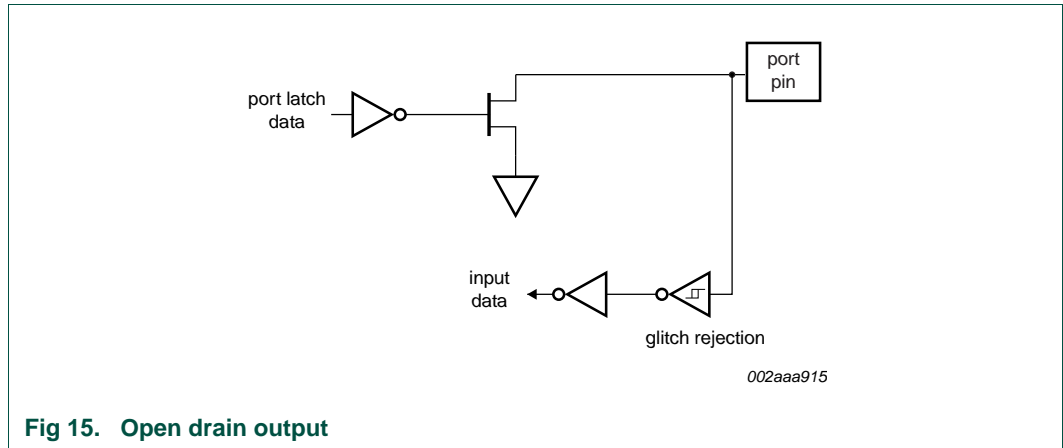 port
pin
port latch
data
input
data
glitch rejection
002aaa915
Fig 15. Open drain output